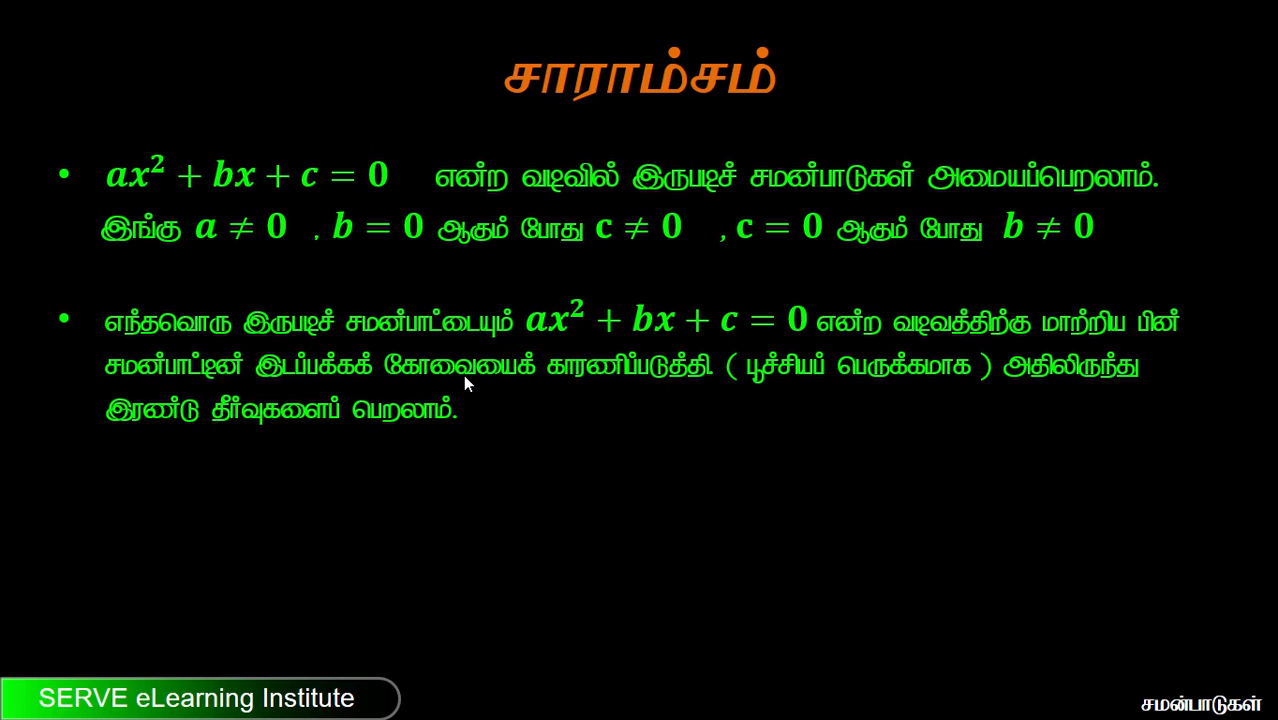 சாராம்சம்
• ax² + bx + c = 0 என்ற வடிவில் இருபடிச் சமன்பாடுகள் அமையப்பெறலாம்.
இங்கு a ≠ 0 , b = 0 ஆகும் போது c ≠ 0 , c = 0 ஆகும் போது b ≠ 0
• எந்தவொரு இருபடிச் சமன்பாட்டையும் ax² + bx + c = 0 என்ற வடிவத்திற்கு மாற்றிய பின்
சமன்பாட்டின் இடப்பக்கக் கோவையைக் காரணிப்படுத்தி. ( பூச்சியப் பெருக்கமாக ) அதிலிருந்து
இரண்டு தீர்வுகளைப் பெறலாம்.
SERVE eLearning Institute
சமன்பாடுகள்